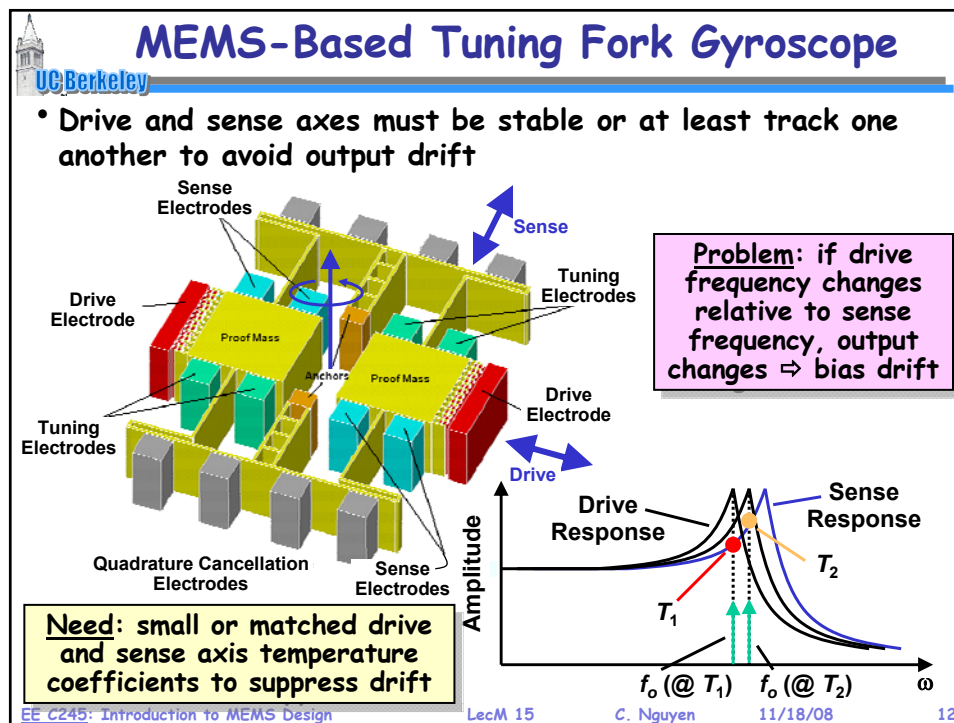 MEMS-Based Tuning Fork Gyroscope
UC Berkeley
• Drive and sense axes must be stable or at least track one
another to avoid output drift
Sense
Electrodes
Sense
Tuning
Electrodes
Drive
Electrode
Proof Mass
Anchors
Proof Mass
Drive
Electrode
Tuning
Electrodes
Drive
Quadrature Cancellation
Electrodes
Sense
Electrodes
Problem: if drive
frequency changes
relative to sense
frequency, output
changes ⇨ bias drift
Amplitude
Drive
Response
Sense
Response
T2
T1
fo (@ T1)
fo (@ T2)
ω
Need: small or matched drive
and sense axis temperature
coefficients to suppress drift
EE C245: Introduction to MEMS Design LecM 15 C. Nguyen 11/18/08 12